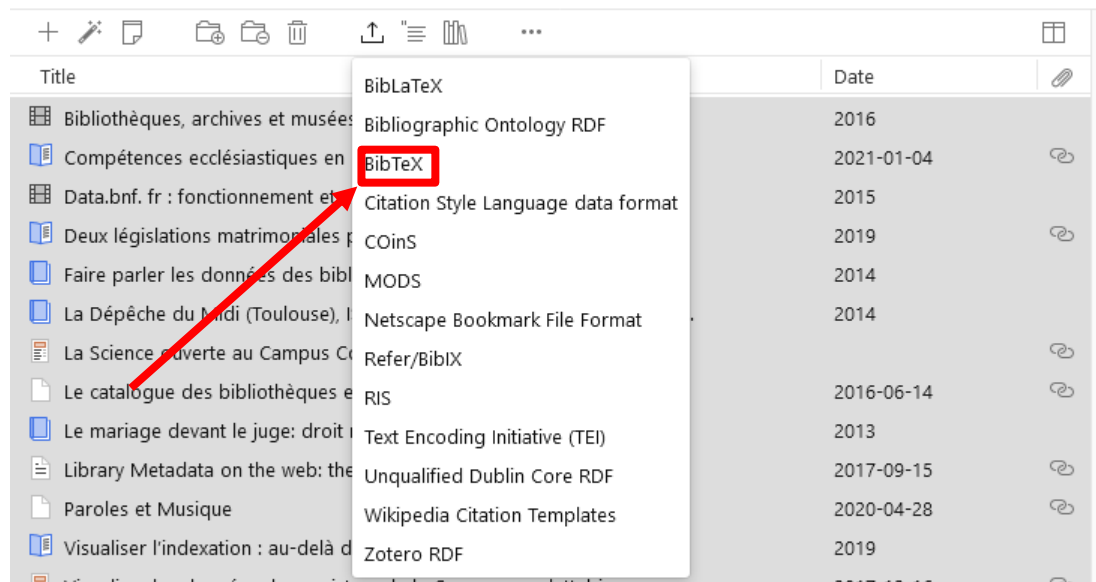 Title Date
BibLaTeX
Bibliothèques, archives et musées 2016
Bibliographic Ontology RDF
Compétences ecclésiastiques en 2021-01-04
BibTeX
Data.bnf. fr : fonctionnement et 2015
Citation Style Language data format
Deux législations matrimoniales p 2019
COinS
Faire parler les données des bibl 2014
MODS
La Dépêche du Midi (Toulouse), I . 2014
Netscape Bookmark File Format
La Science ouverte au Campus Co
Refer/BibIX
Le catalogue des bibliothèques e 2016-06-14
RIS
Le mariage devant le juge: droit 2013
Text Encoding Initiative (TEI)
Library Metadata on the web: the 2017-09-15
Unqualified Dublin Core RDF
Paroles et Musique 2020-04-28
Wikipedia Citation Templates
Visualiser l'indexation : au-delà d 2019
Zotero RDF